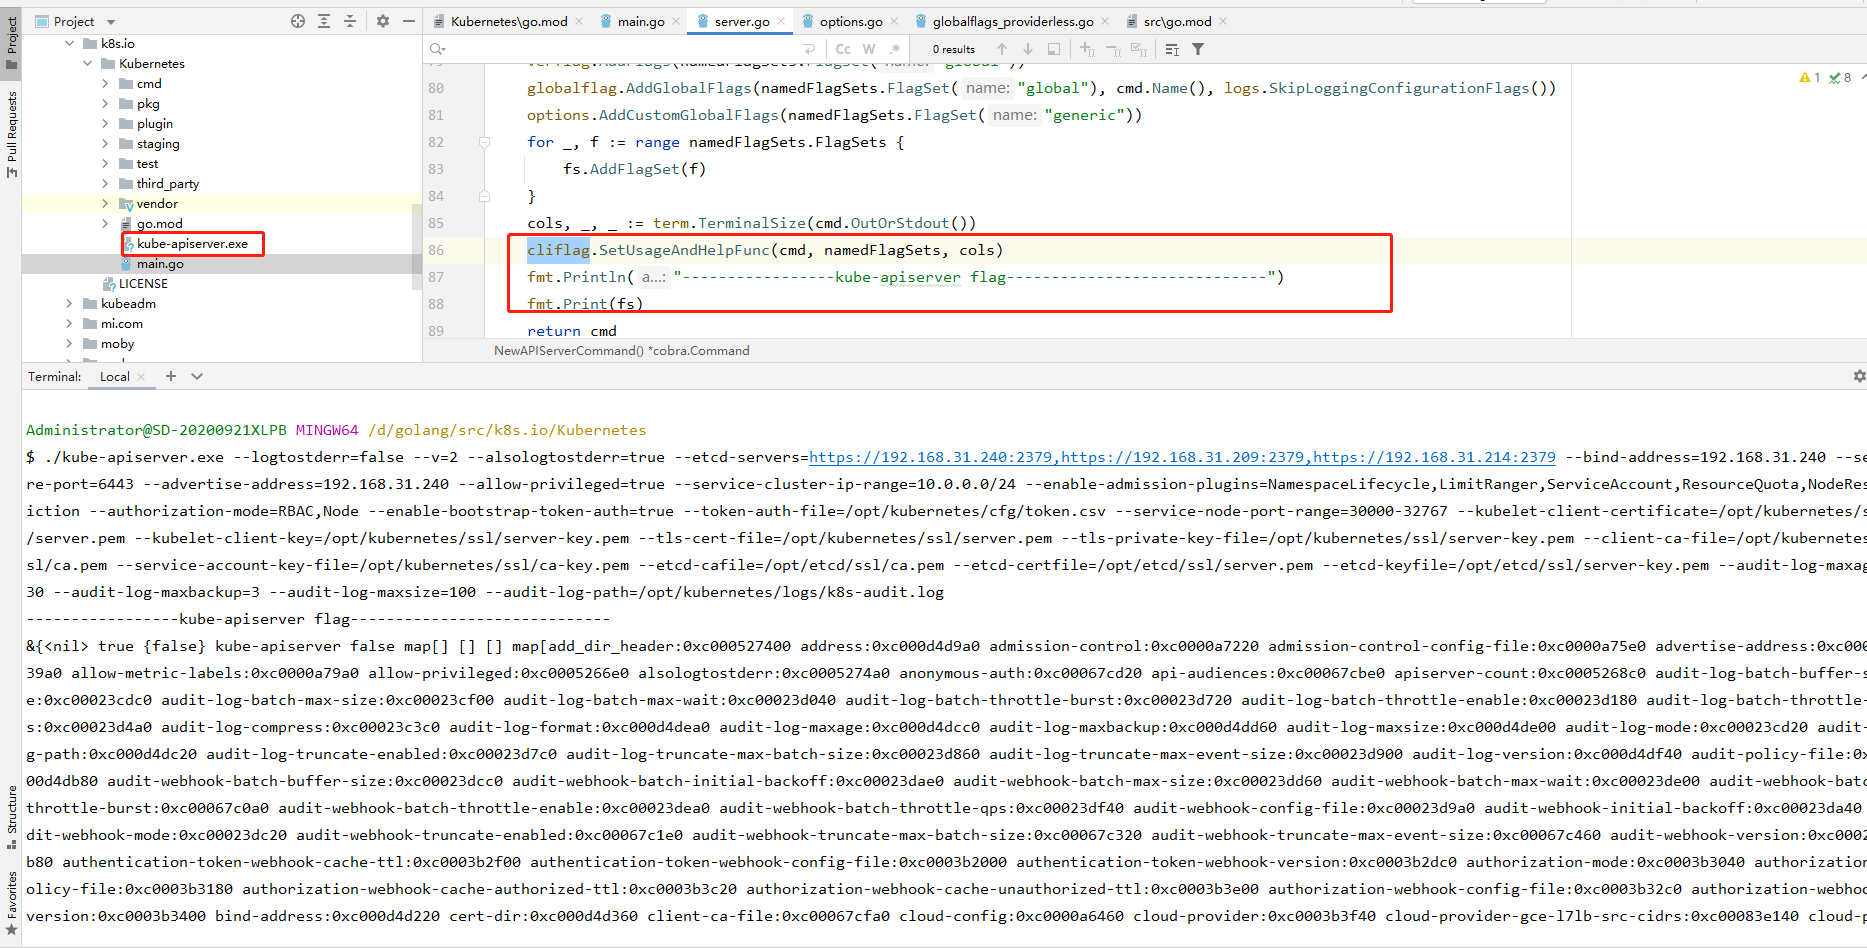 Project
Kubernetes\go.mod
main.go
server.go
options.go
globalflags_providerless.go
src\go.mod
Project
Pull Requests
Structure
Favorites
k8s.io
Kubernetes
cmd
pkg
plugin
staging
test
third_party
vendor
go.mod
kube-apiserver.exe
main.go
LICENSE
kubeadm
mi.com
moby
Cc W .* 0 results
1 8
80 globalflag.AddGlobalFlags(namedFlagSets.FlagSet( name: "global"), cmd.Name(), logs.SkipLoggingConfigurationFlags())
81 options.AddCustomGlobalFlags(namedFlagSets.FlagSet( name: "generic"))
82 for _, f := range namedFlagSets.FlagSets {
83 fs.AddFlagSet(f)
84 }
85 cols, _, _ := term.TerminalSize(cmd.OutOrStdout())
86 cliflag.SetUsageAndHelpFunc(cmd, namedFlagSets, cols)
87 fmt.Println( a...: "-----------------kube-apiserver flag-----------------------------")
88 fmt.Print(fs)
89 return cmd
NewAPIServerCommand() *cobra.Command
Terminal: Local
Administrator@SD-20200921XLPB MINGW64 /d/golang/src/k8s.io/Kubernetes
$ ./kube-apiserver.exe --logtostderr=false --v=2 --alsologtostderr=true --etcd-servers=https://192.168.31.240:2379,https://192.168.31.209:2379,https://192.168.31.214:2379 --bind-address=192.168.31.240 --se
re-port=6443 --advertise-address=192.168.31.240 --allow-privileged=true --service-cluster-ip-range=10.0.0.0/24 --enable-admission-plugins=NamespaceLifecycle,LimitRanger,ServiceAccount,ResourceQuota,NodeRes
iction --authorization-mode=RBAC,Node --enable-bootstrap-token-auth=true --token-auth-file=/opt/kubernetes/cfg/token.csv --service-node-port-range=30000-32767 --kubelet-client-certificate=/opt/kubernetes/s
/server.pem --kubelet-client-key=/opt/kubernetes/ssl/server-key.pem --tls-cert-file=/opt/kubernetes/ssl/server.pem --tls-private-key-file=/opt/kubernetes/ssl/server-key.pem --client-ca-file=/opt/kubernetes
sl/ca.pem --service-account-key-file=/opt/kubernetes/ssl/ca-key.pem --etcd-cafile=/opt/etcd/ssl/ca.pem --etcd-certfile=/opt/etcd/ssl/server.pem --etcd-keyfile=/opt/etcd/ssl/server-key.pem --audit-log-maxag
30 --audit-log-maxbackup=3 --audit-log-maxsize=100 --audit-log-path=/opt/kubernetes/logs/k8s-audit.log
-----------------kube-apiserver flag-----------------------------
&{<nil> true {false} kube-apiserver false map[] [] [] map[add_dir_header:0xc000527400 address:0xc000d4d9a0 admission-control:0xc0000a7220 admission-control-config-file:0xc0000a75e0 advertise-address:0xc000
39a0 allow-metric-labels:0xc0000a79a0 allow-privileged:0xc0005266e0 alsologtostderr:0xc0005274a0 anonymous-auth:0xc00067cd20 api-audiences:0xc00067cbe0 apiserver-count:0xc0005268c0 audit-log-batch-buffer-s
e:0xc00023cdc0 audit-log-batch-max-size:0xc00023cf00 audit-log-batch-max-wait:0xc00023d040 audit-log-batch-throttle-burst:0xc00023d720 audit-log-batch-throttle-enable:0xc00023d180 audit-log-batch-throttle-
s:0xc00023d4a0 audit-log-compress:0xc00023c3c0 audit-log-format:0xc000d4dea0 audit-log-maxage:0xc000d4dcc0 audit-log-maxbackup:0xc000d4dd60 audit-log-maxsize:0xc000d4de00 audit-log-mode:0xc00023cd20 audit-
g-path:0xc000d4dc20 audit-log-truncate-enabled:0xc00023d7c0 audit-log-truncate-max-batch-size:0xc00023d860 audit-log-truncate-max-event-size:0xc00023d900 audit-log-version:0xc000d4df40 audit-policy-file:0x
00d4db80 audit-webhook-batch-buffer-size:0xc00023dcc0 audit-webhook-batch-initial-backoff:0xc00023dae0 audit-webhook-batch-max-size:0xc00023dd60 audit-webhook-batch-max-wait:0xc00023de00 audit-webhook-batc
throttle-burst:0xc00067c0a0 audit-webhook-batch-throttle-enable:0xc00023dea0 audit-webhook-batch-throttle-qps:0xc00023df40 audit-webhook-config-file:0xc00023d9a0 audit-webhook-initial-backoff:0xc00023da40
dit-webhook-mode:0xc00023dc20 audit-webhook-truncate-enabled:0xc00067c1e0 audit-webhook-truncate-max-batch-size:0xc00067c320 audit-webhook-truncate-max-event-size:0xc00067c460 audit-webhook-version:0xc0002
b80 authentication-token-webhook-cache-ttl:0xc0003b2f00 authentication-token-webhook-config-file:0xc0003b2000 authentication-token-webhook-version:0xc0003b2dc0 authorization-mode:0xc0003b3040 authorization
olicy-file:0xc0003b3180 authorization-webhook-cache-authorized-ttl:0xc0003b3c20 authorization-webhook-cache-unauthorized-ttl:0xc0003b3e00 authorization-webhook-config-file:0xc0003b32c0 authorization-webhoo
version:0xc0003b3400 bind-address:0xc000d4d220 cert-dir:0xc000d4d360 client-ca-file:0xc00067cfa0 cloud-config:0xc0000a6460 cloud-provider:0xc0003b3f40 cloud-provider-gce-l7lb-src-cidrs:0xc00083e140 cloud-p